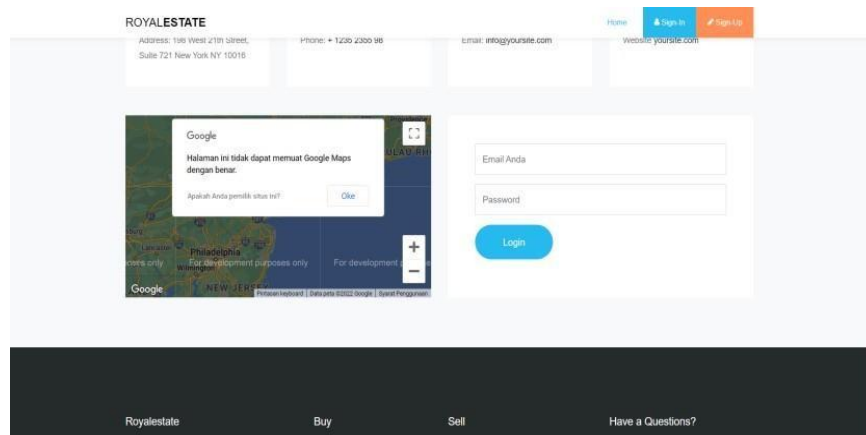 ROYALESTATE
Home
Sign-In
Sign-Up
Address: 198 West 21th Street,
Suite 721 New York NY 10016
Phone: + 1235 2355 98
Email: info@yoursite.com
Website yoursite.com
Google
Halaman ini tidak dapat memuat Google Maps
dengan benar.
Apakah Anda pemilik situs ini?
Oke
Philadelphia
Wilmington
For development purposes only
For development
NEW JERSEY
Google
Pintasan keyboard
Data peta ©2022 Google
Syarat Penggunaan
Email Anda
Password
Login
Royalestate
Buy
Sell
Have a Questions?